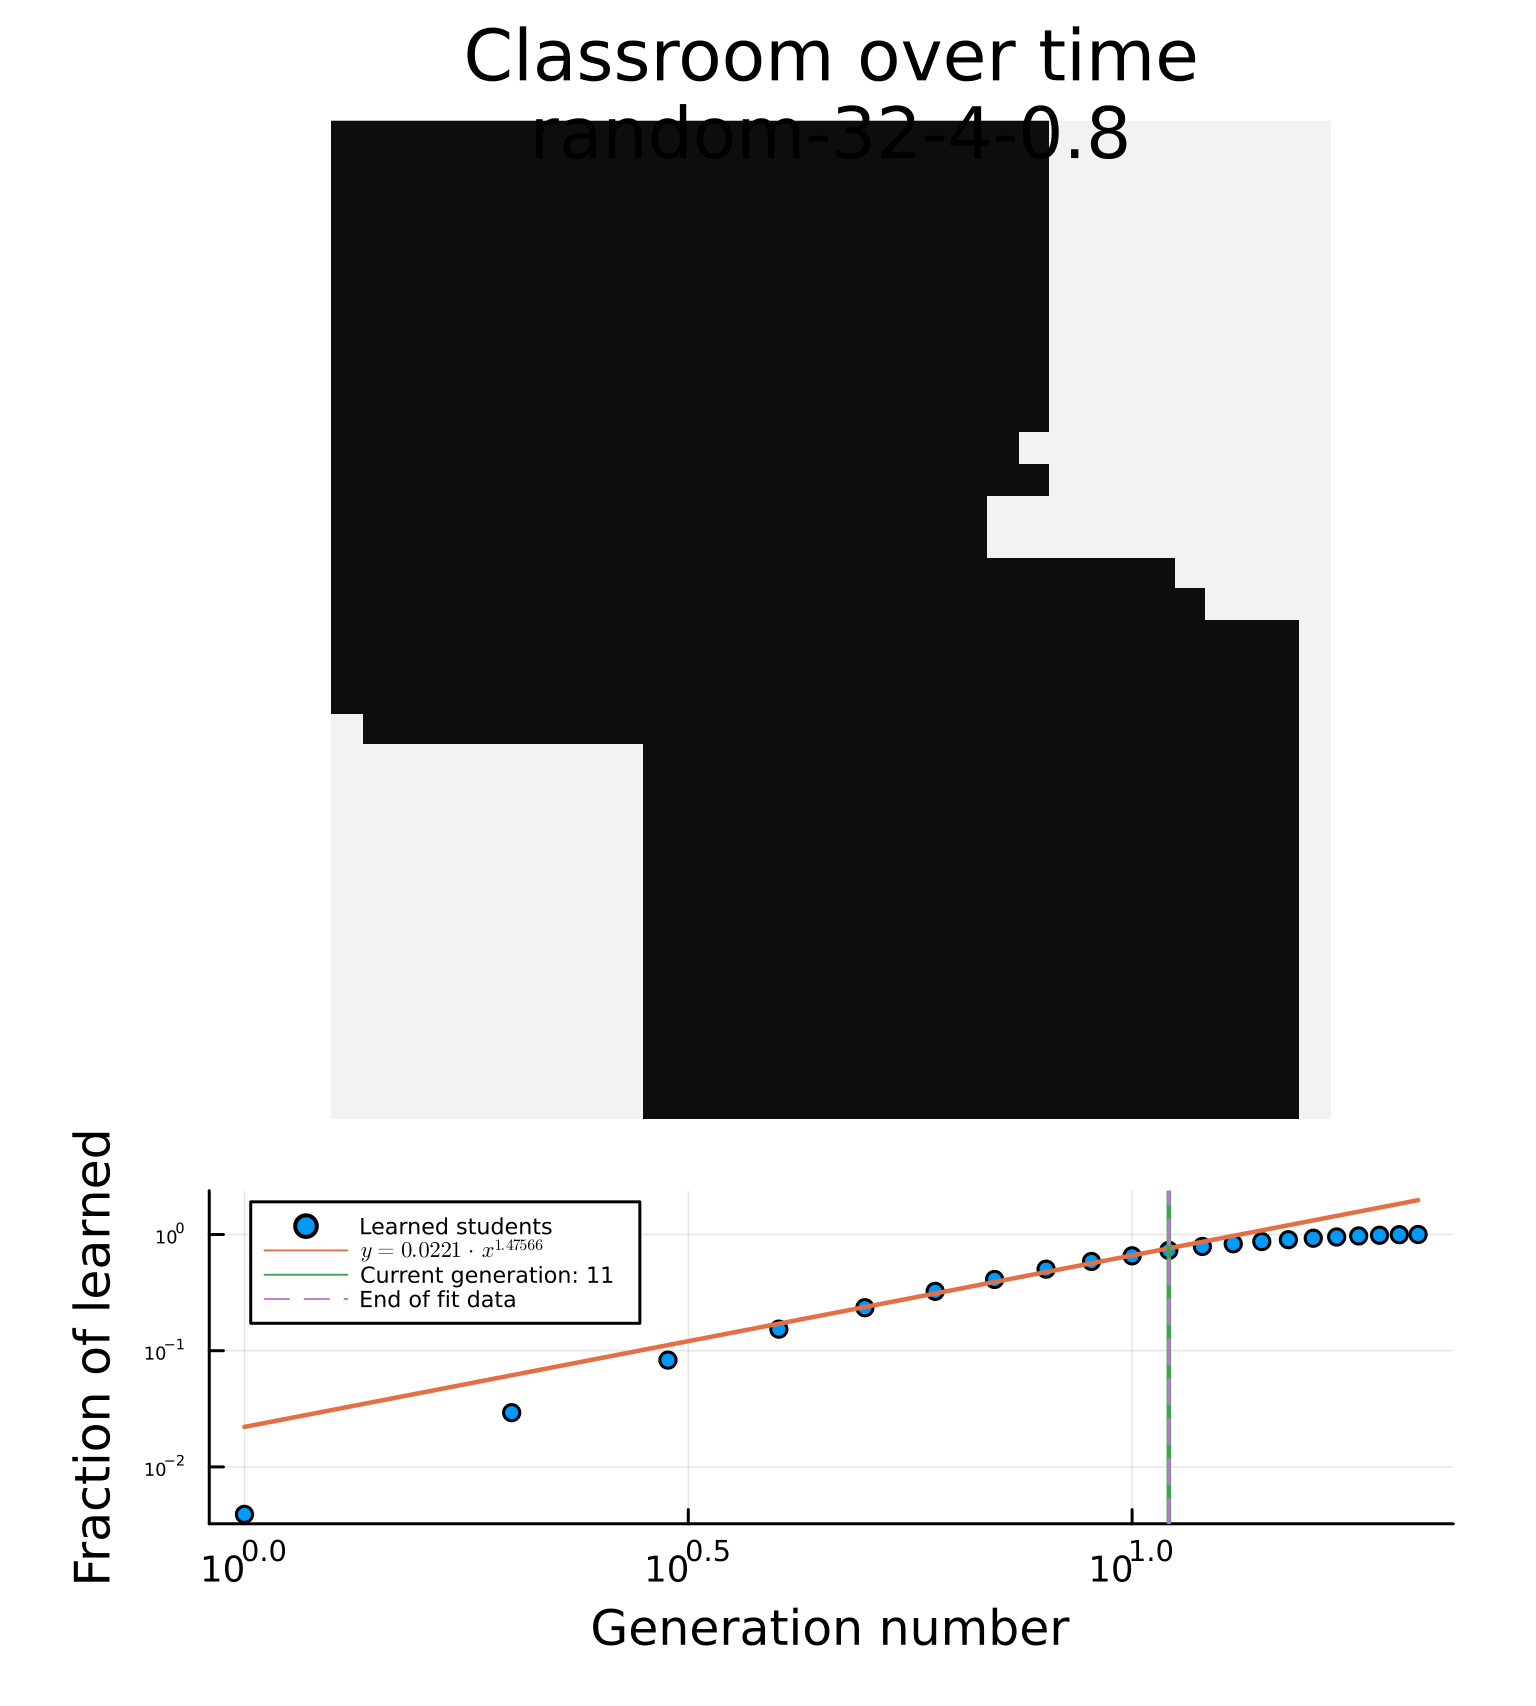 Classroom over time
random-32-4-0.8
Fraction of learned
10⁰
10⁻¹
10⁻²
Learned students
y = 0.0221 · x^1.47566
Current generation: 11
End of fit data
10^0.0 10^0.5 10^1.0
Generation number